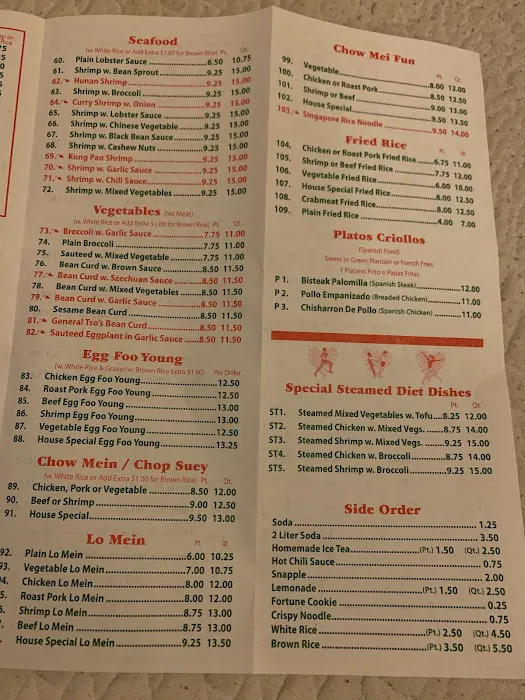 Seafood
(w. White Rice or Add Extra $1.00 for Brown Rice) Pt. Qt.
60. Plain Lobster Sauce 6.50 10.75
61. Shrimp w. Bean Sprout 9.25 15.00
62. Hunan Shrimp 9.25 15.00
63. Shrimp w. Broccoli 9.25 15.00
64. Curry Shrimp w. Onion 9.25 15.00
65. Shrimp w. Lobster Sauce 9.25 15.00
66. Shrimp w. Chinese Vegetable 9.25 15.00
67. Shrimp w. Black Bean Sauce 9.25 15.00
68. Shrimp w. Cashew Nuts 9.25 15.00
69. Kung Pao Shrimp 9.25 15.00
70. Shrimp w. Garlic Sauce 9.25 15.00
71. Shrimp w. Chili Sauce 9.25 15.00
72. Shrimp w. Mixed Vegetables 9.25 15.00
Vegetables (No Meat)
(w. White Rice or Add Extra $1.00 for Brown Rice) Pt. Qt.
73. Broccoli w. Garlic Sauce 7.75 11.00
74. Plain Broccoli 7.75 11.00
75. Sauteed w. Mixed Vegetable 7.75 11.00
76. Bean Curd w. Brown Sauce 8.50 11.50
77. Bean Curd w. Szechuan Sauce 8.50 11.50
78. Bean Curd w. Mixed Vegetables 8.50 11.50
79. Bean Curd w. Garlic Sauce 8.50 11.50
80. Sesame Bean Curd 8.50 11.50
81. General Tso's Bean Curd 8.50 11.50
82. Sauteed Eggplant in Garlic Sauce 8.50 11.50
Egg Foo Young
(w. White Rice & Gravy) (w. Brown Rice Extra $1.00) Per Order
83. Chicken Egg Foo Young 12.50
84. Roast Pork Egg Foo Young 12.50
85. Beef Egg Foo Young 13.00
86. Shrimp Egg Foo Young 13.00
87. Vegetable Egg Foo Young 12.50
88. House Special Egg Foo Young 13.25
Chow Mein / Chop Suey
(w. White Rice or Add Extra $1.00 for Brown Rice) Pt. Qt.
89. Chicken, Pork or Vegetable 8.50 12.00
90. Beef or Shrimp 9.00 12.50
91. House Special 9.50 13.00
Lo Mein
Pt. Qt.
92. Plain Lo Mein 6.00 10.25
93. Vegetable Lo Mein 7.00 10.75
4. Chicken Lo Mein 8.00 12.00
5. Roast Pork Lo Mein 8.00 12.00
Shrimp Lo Mein 8.75 13.00
Beef Lo Mein 8.75 13.00
House Special Lo Mein 9.25 13.50
Chow Mei Fun
Pt. Qt.
99. Vegetable 8.00 12.00
100. Chicken or Roast Pork 8.50 12.50
101. Shrimp or Beef 9.00 13.00
102. House Special 9.50 13.50
103. Singapore Rice Noodle 9.50 14.00
Fried Rice
Pt. Qt.
104. Chicken or Roast Pork Fried Rice 6.75 11.00
105. Shrimp or Beef Fried Rice 7.75 12.00
106. Vegetable Fried Rice 6.00 10.00
107. House Special Fried Rice 8.00 12.50
108. Crabmeat Fried Rice 8.00 12.50
109. Plain Fried Rice 4.00 7.00
Platos Criollos
(Spanish Food)
Sweet or Green Plantain or French Fries
Y Platano Frito o Papas Fritas
P 1. Bisteak Palomilla (Spanish Steak) 12.00
P 2. Pollo Empanizado (Breaded Chicken) 11.00
P 3. Chisharron De Pollo (Spanish Chicken) 11.00
Special Steamed Diet Dishes
Pt. Qt.
ST1. Steamed Mixed Vegetables w. Tofu 8.25 12.00
ST2. Steamed Chicken w. Mixed Vegs. 8.75 14.00
ST3. Steamed Shrimp w. Mixed Vegs. 9.25 15.00
ST4. Steamed Chicken w. Broccoli 8.75 14.00
ST5. Steamed Shrimp w. Broccoli 9.25 15.00
Side Order
Soda 1.25
2 Liter Soda 3.50
Homemade Ice Tea (Pt.) 1.50 (Qt.) 2.50
Hot Chili Sauce 0.75
Snapple 2.00
Lemonade (Pt.) 1.50 (Qt.) 2.50
Fortune Cookie 0.25
Crispy Noodle 0.75
White Rice (Pt.) 2.50 (Qt.) 4.50
Brown Rice (Pt.) 3.50 (Qt.) 5.50